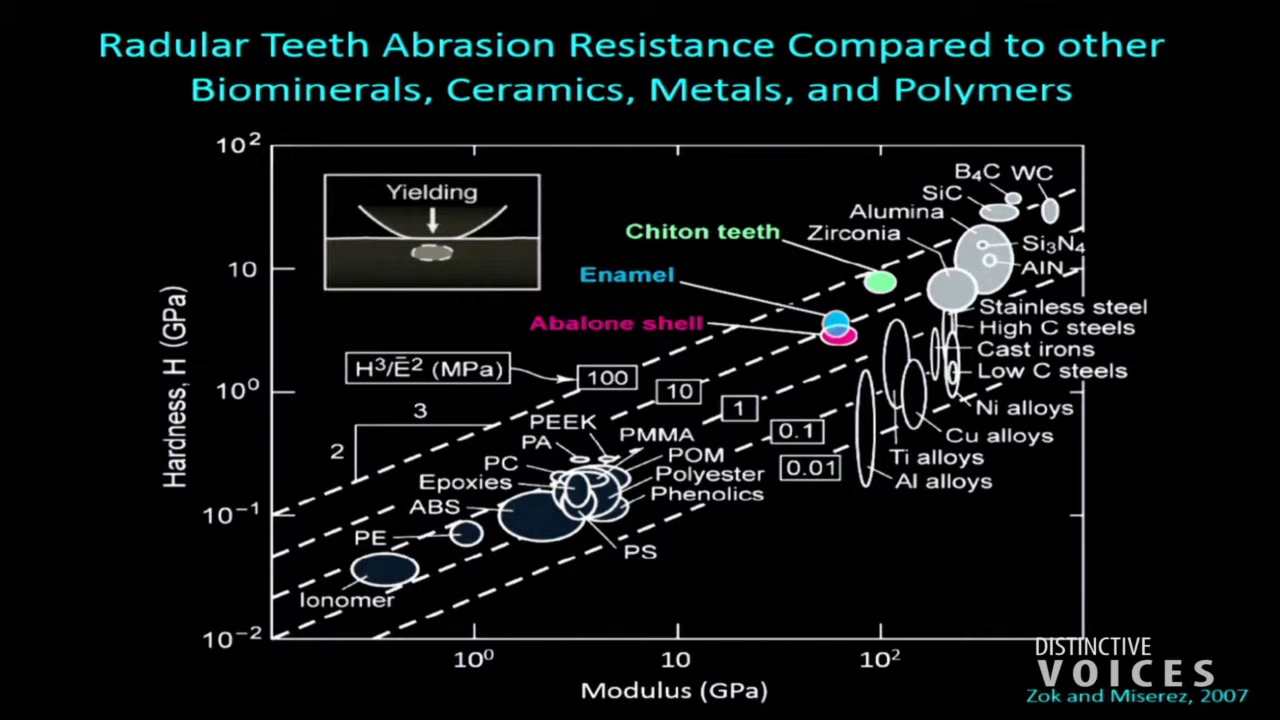 Radular Teeth Abrasion Resistance Compared to other
Biominerals, Ceramics, Metals, and Polymers
10²
B₄C WC
SiC
Yielding
Alumina
Chiton teeth
Zirconia
Si₃N₄
10
AlN
Enamel
Stainless steel
Abalone shell
High C steels
Cast irons
H³/Ē² (MPa)
100
Low C steels
10⁰
10
1
Ni alloys
3
PEEK
PMMA
0.1
Cu alloys
2
PA
POM
Ti alloys
PC
Polyester
0.01
Epoxies
Phenolics
Al alloys
ABS
10⁻¹
PE
PS
Ionomer
10⁻²
Hardness, H (GPa)
10⁰
10
10²
Modulus (GPa)
DISTINCTIVE
VOICES
Zok and Miserez, 2007